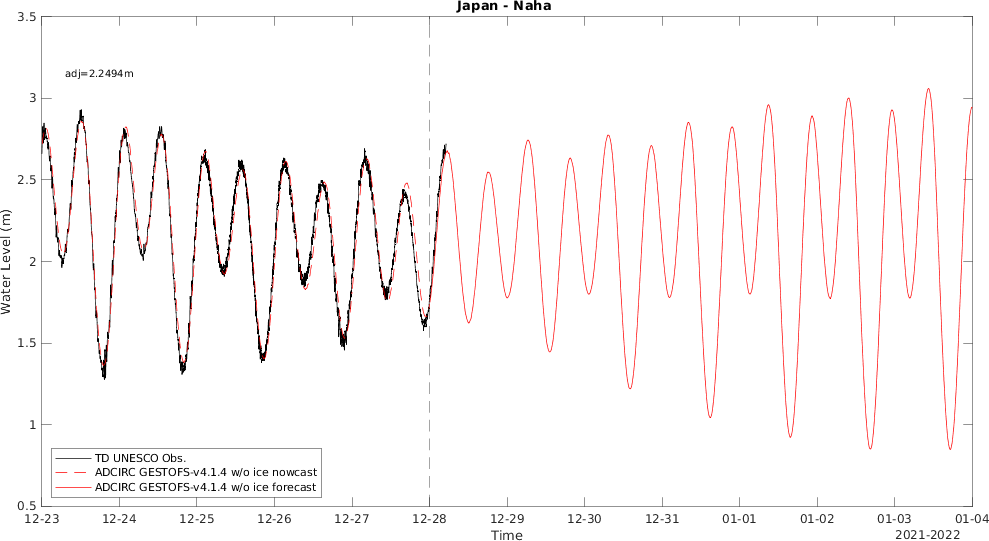 Japan - Naha
3.5
adj=2.2494m
3
2.5
2
1.5
1
0.5
Water Level (m)
TD UNESCO Obs.
ADCIRC GESTOFS-v4.1.4 w/o ice nowcast
ADCIRC GESTOFS-v4.1.4 w/o ice forecast
12-23 12-24 12-25 12-26 12-27 12-28 12-29 12-30 12-31 01-01 01-02 01-03 01-04
Time
2021-2022